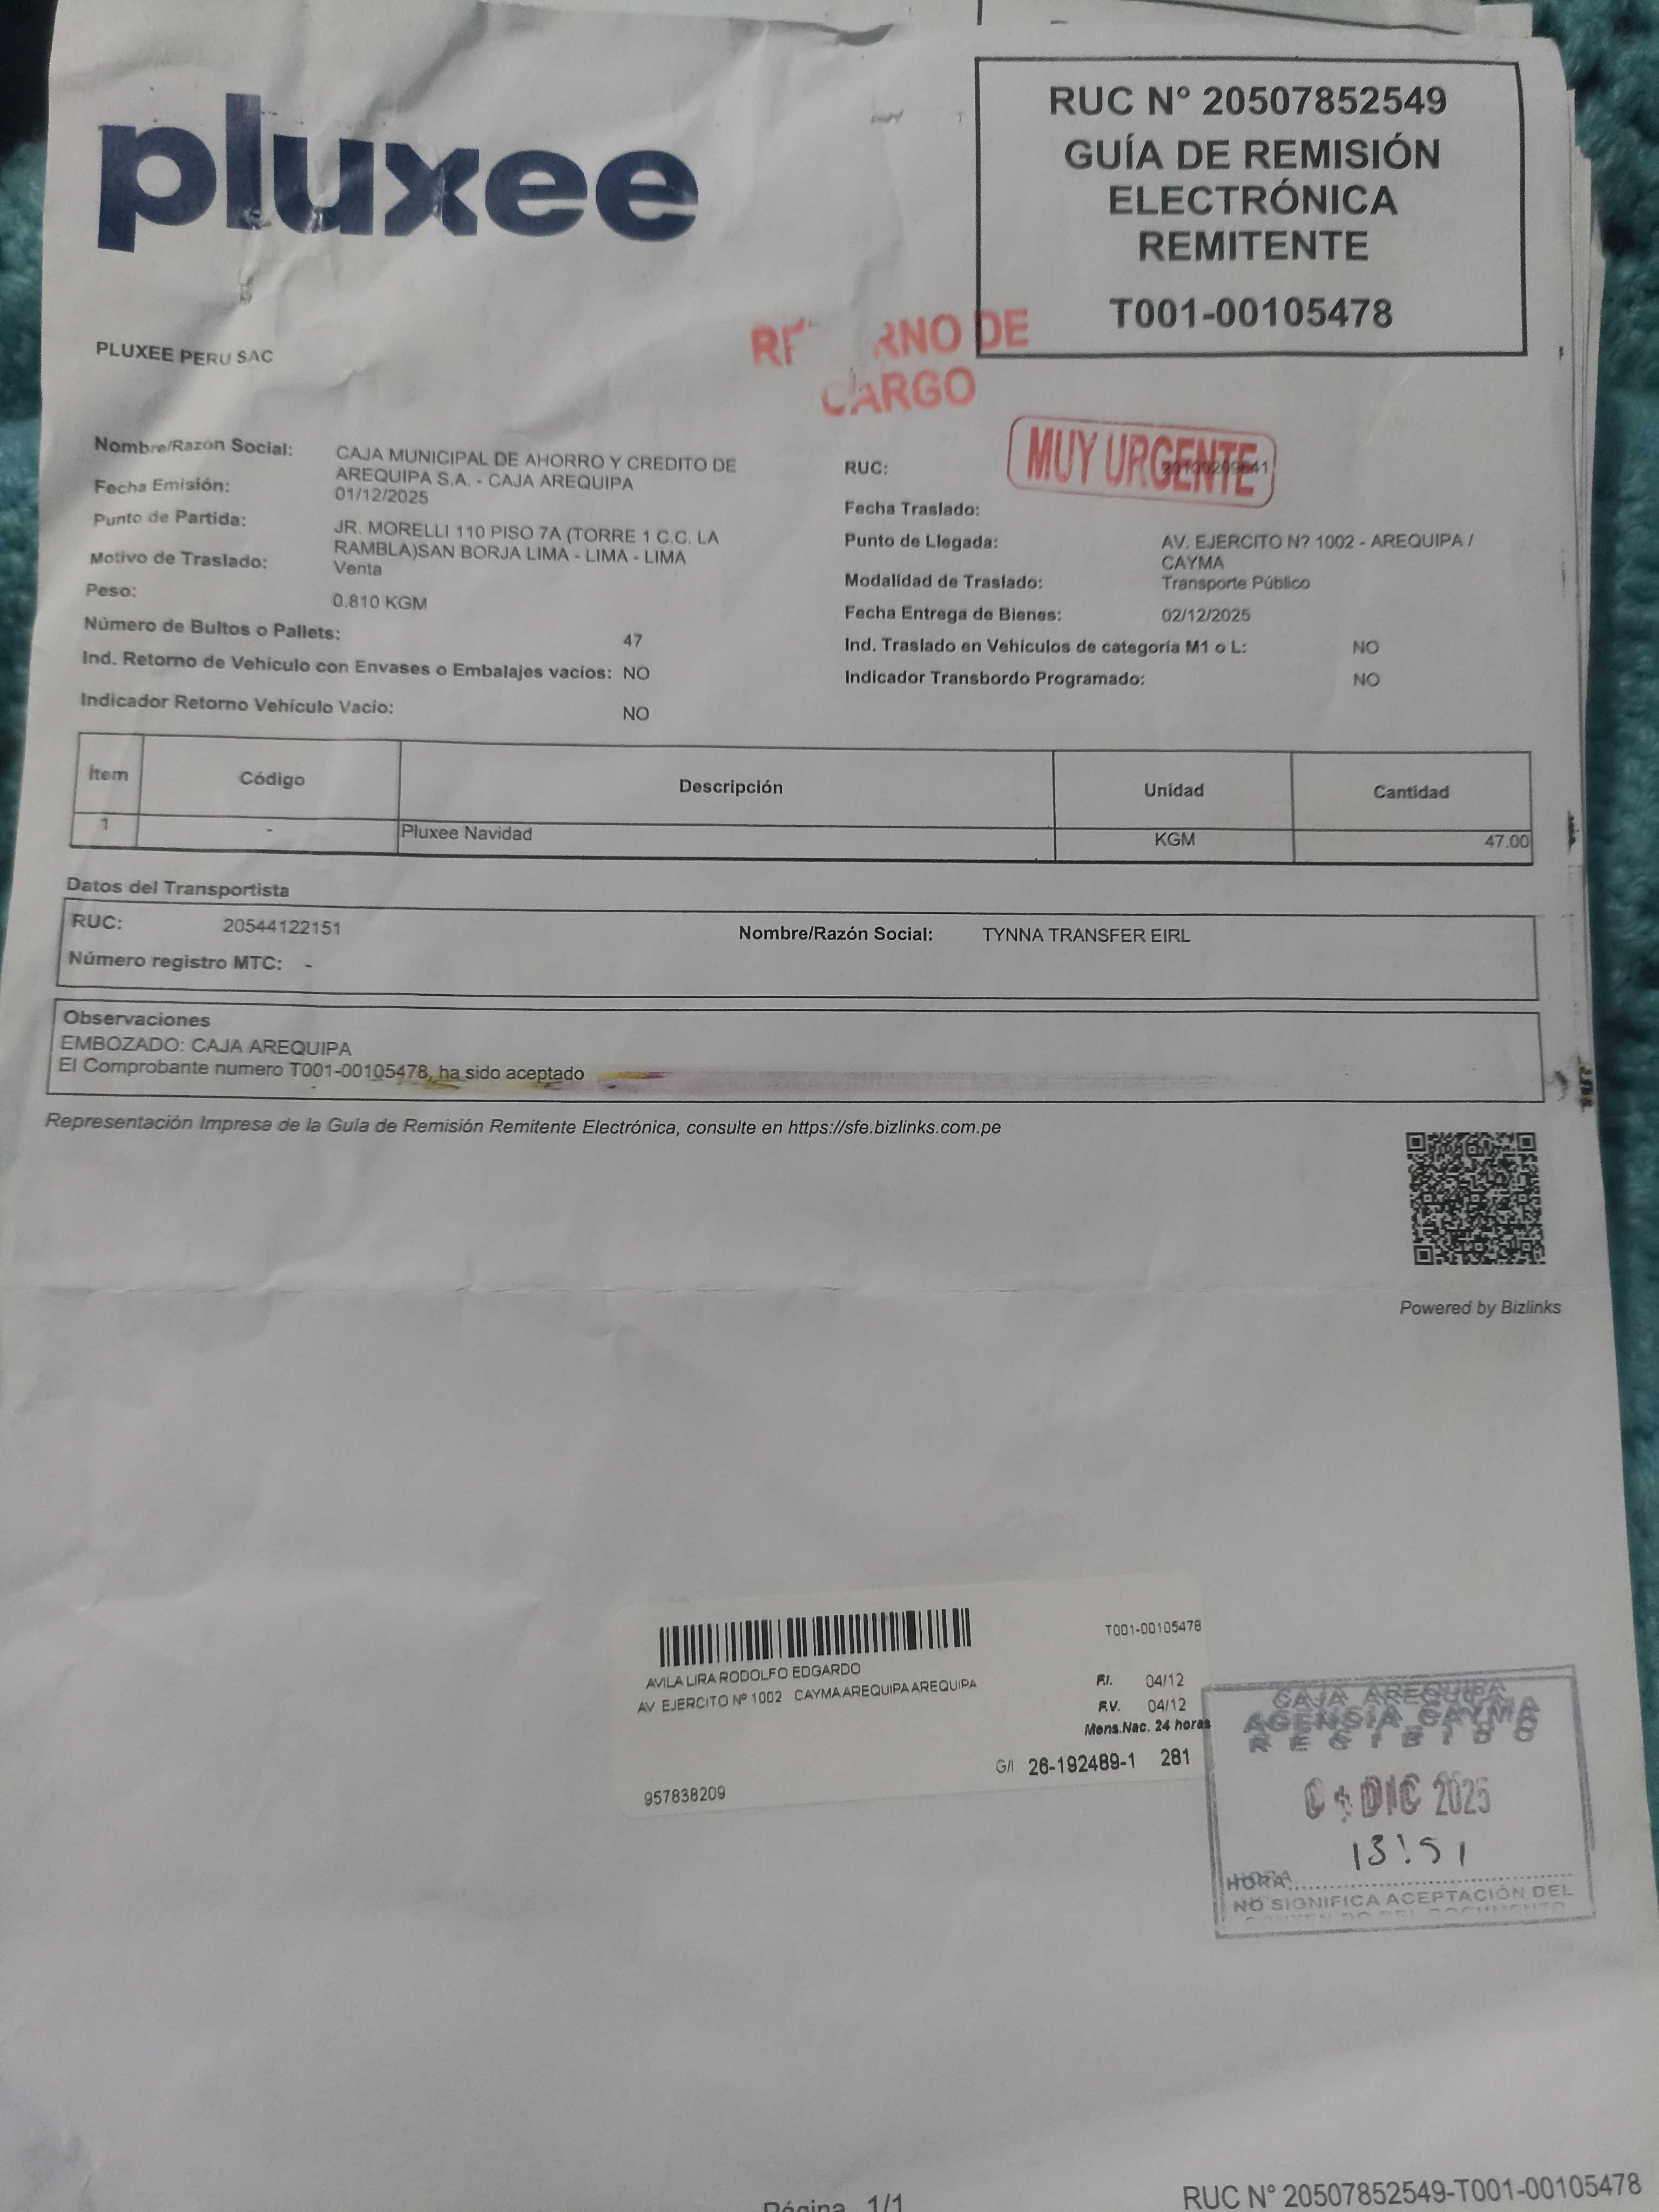 pluxee
RUC N° 20507852549
GUÍA DE REMISIÓN
ELECTRÓNICA
REMITENTE
T001-00105478
PLUXEE PERU SAC
DE
CARGO
MUY URGENTE
Nombre/Razón Social: CAJA MUNICIPAL DE AHORRO Y CREDITO DE
AREQUIPA S.A. - CAJA AREQUIPA
Fecha Emisión: 01/12/2025
Punto de Partida: JR. MORELLI 110 PISO 7A (TORRE 1 C.C. LA
RAMBLA)SAN BORJA LIMA - LIMA - LIMA
Motivo de Traslado: Venta
Peso: 0.810 KGM
Número de Bultos o Pallets: 47
Ind. Retorno de Vehículo con Envases o Embalajes vacios: NO
Indicador Retorno Vehículo Vacio: NO
RUC:
Fecha Traslado:
Punto de Llegada: AV. EJERCITO N? 1002 - AREQUIPA /
CAYMA
Modalidad de Traslado: Transporte Público
Fecha Entrega de Bienes: 02/12/2025
Ind. Traslado en Vehículos de categoría M1 o L: NO
Indicador Transbordo Programado: NO
Ítem Código Descripción Unidad Cantidad
1 - Pluxee Navidad KGM 47.00
Datos del Transportista
RUC: 20544122151 Nombre/Razón Social: TYNNA TRANSFER EIRL
Número registro MTC: -
Observaciones
EMBOZADO: CAJA AREQUIPA
El Comprobante numero T001-00105478, ha sido aceptado
Representación Impresa de la Guía de Remisión Remitente Electrónica, consulte en https://sfe.bizlinks.com.pe
Powered by Bizlinks
T001-00105478
AVILA LIRA RODOLFO EDGARDO
AV EJERCITO Nº 1002 CAYMA AREQUIPA AREQUIPA
F.I. 04/12
F.V. 04/12
Mens.Nac. 24 horas
G/I 26-192489-1 281
957838209
CAJA AREQUIPA
AGENCIA CAYMA
RECIBIDO
DIC 2025
13:51
HORA:
NO SIGNIFICA ACEPTACIÓN DEL
CONTENIDO DEL DOCUMENTO
Página 1/1
RUC N° 20507852549-T001-00105478